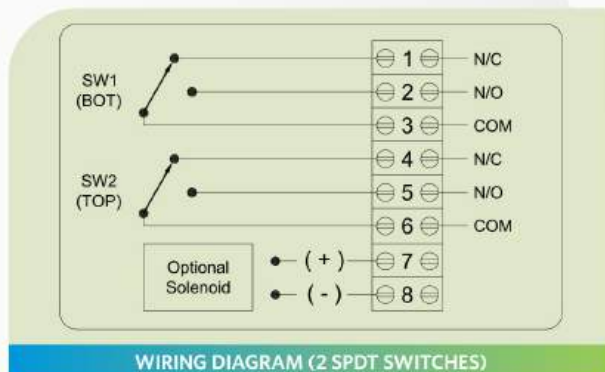 SW1
(BOT)
1 N/C
2 N/O
3 COM
SW2
(TOP)
4 N/C
5 N/O
6 COM
Optional
Solenoid
(+) 7
(-) 8
WIRING DIAGRAM (2 SPDT SWITCHES)